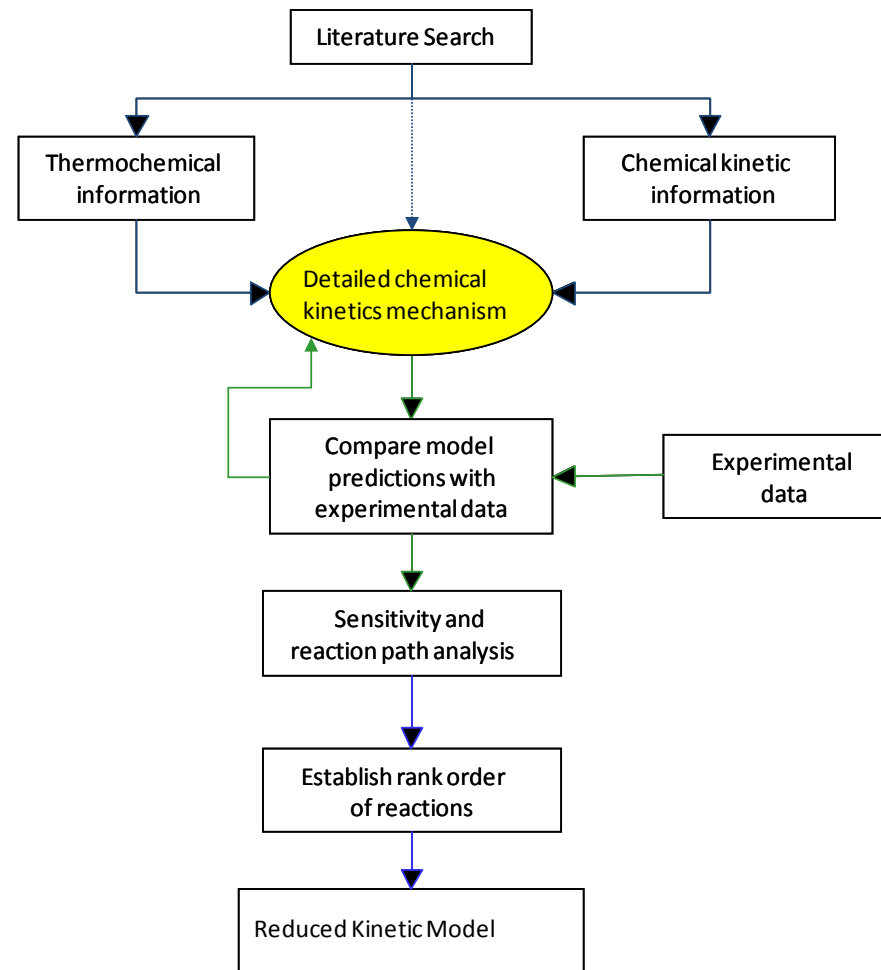 Literature Search
Thermochemical
information
Chemical kinetic
information
Detailed chemical
kinetics mechanism
Compare model
predictions with
experimental data
Experimental
data
Sensitivity and
reaction path analysis
Establish rank order
of reactions
Reduced Kinetic Model